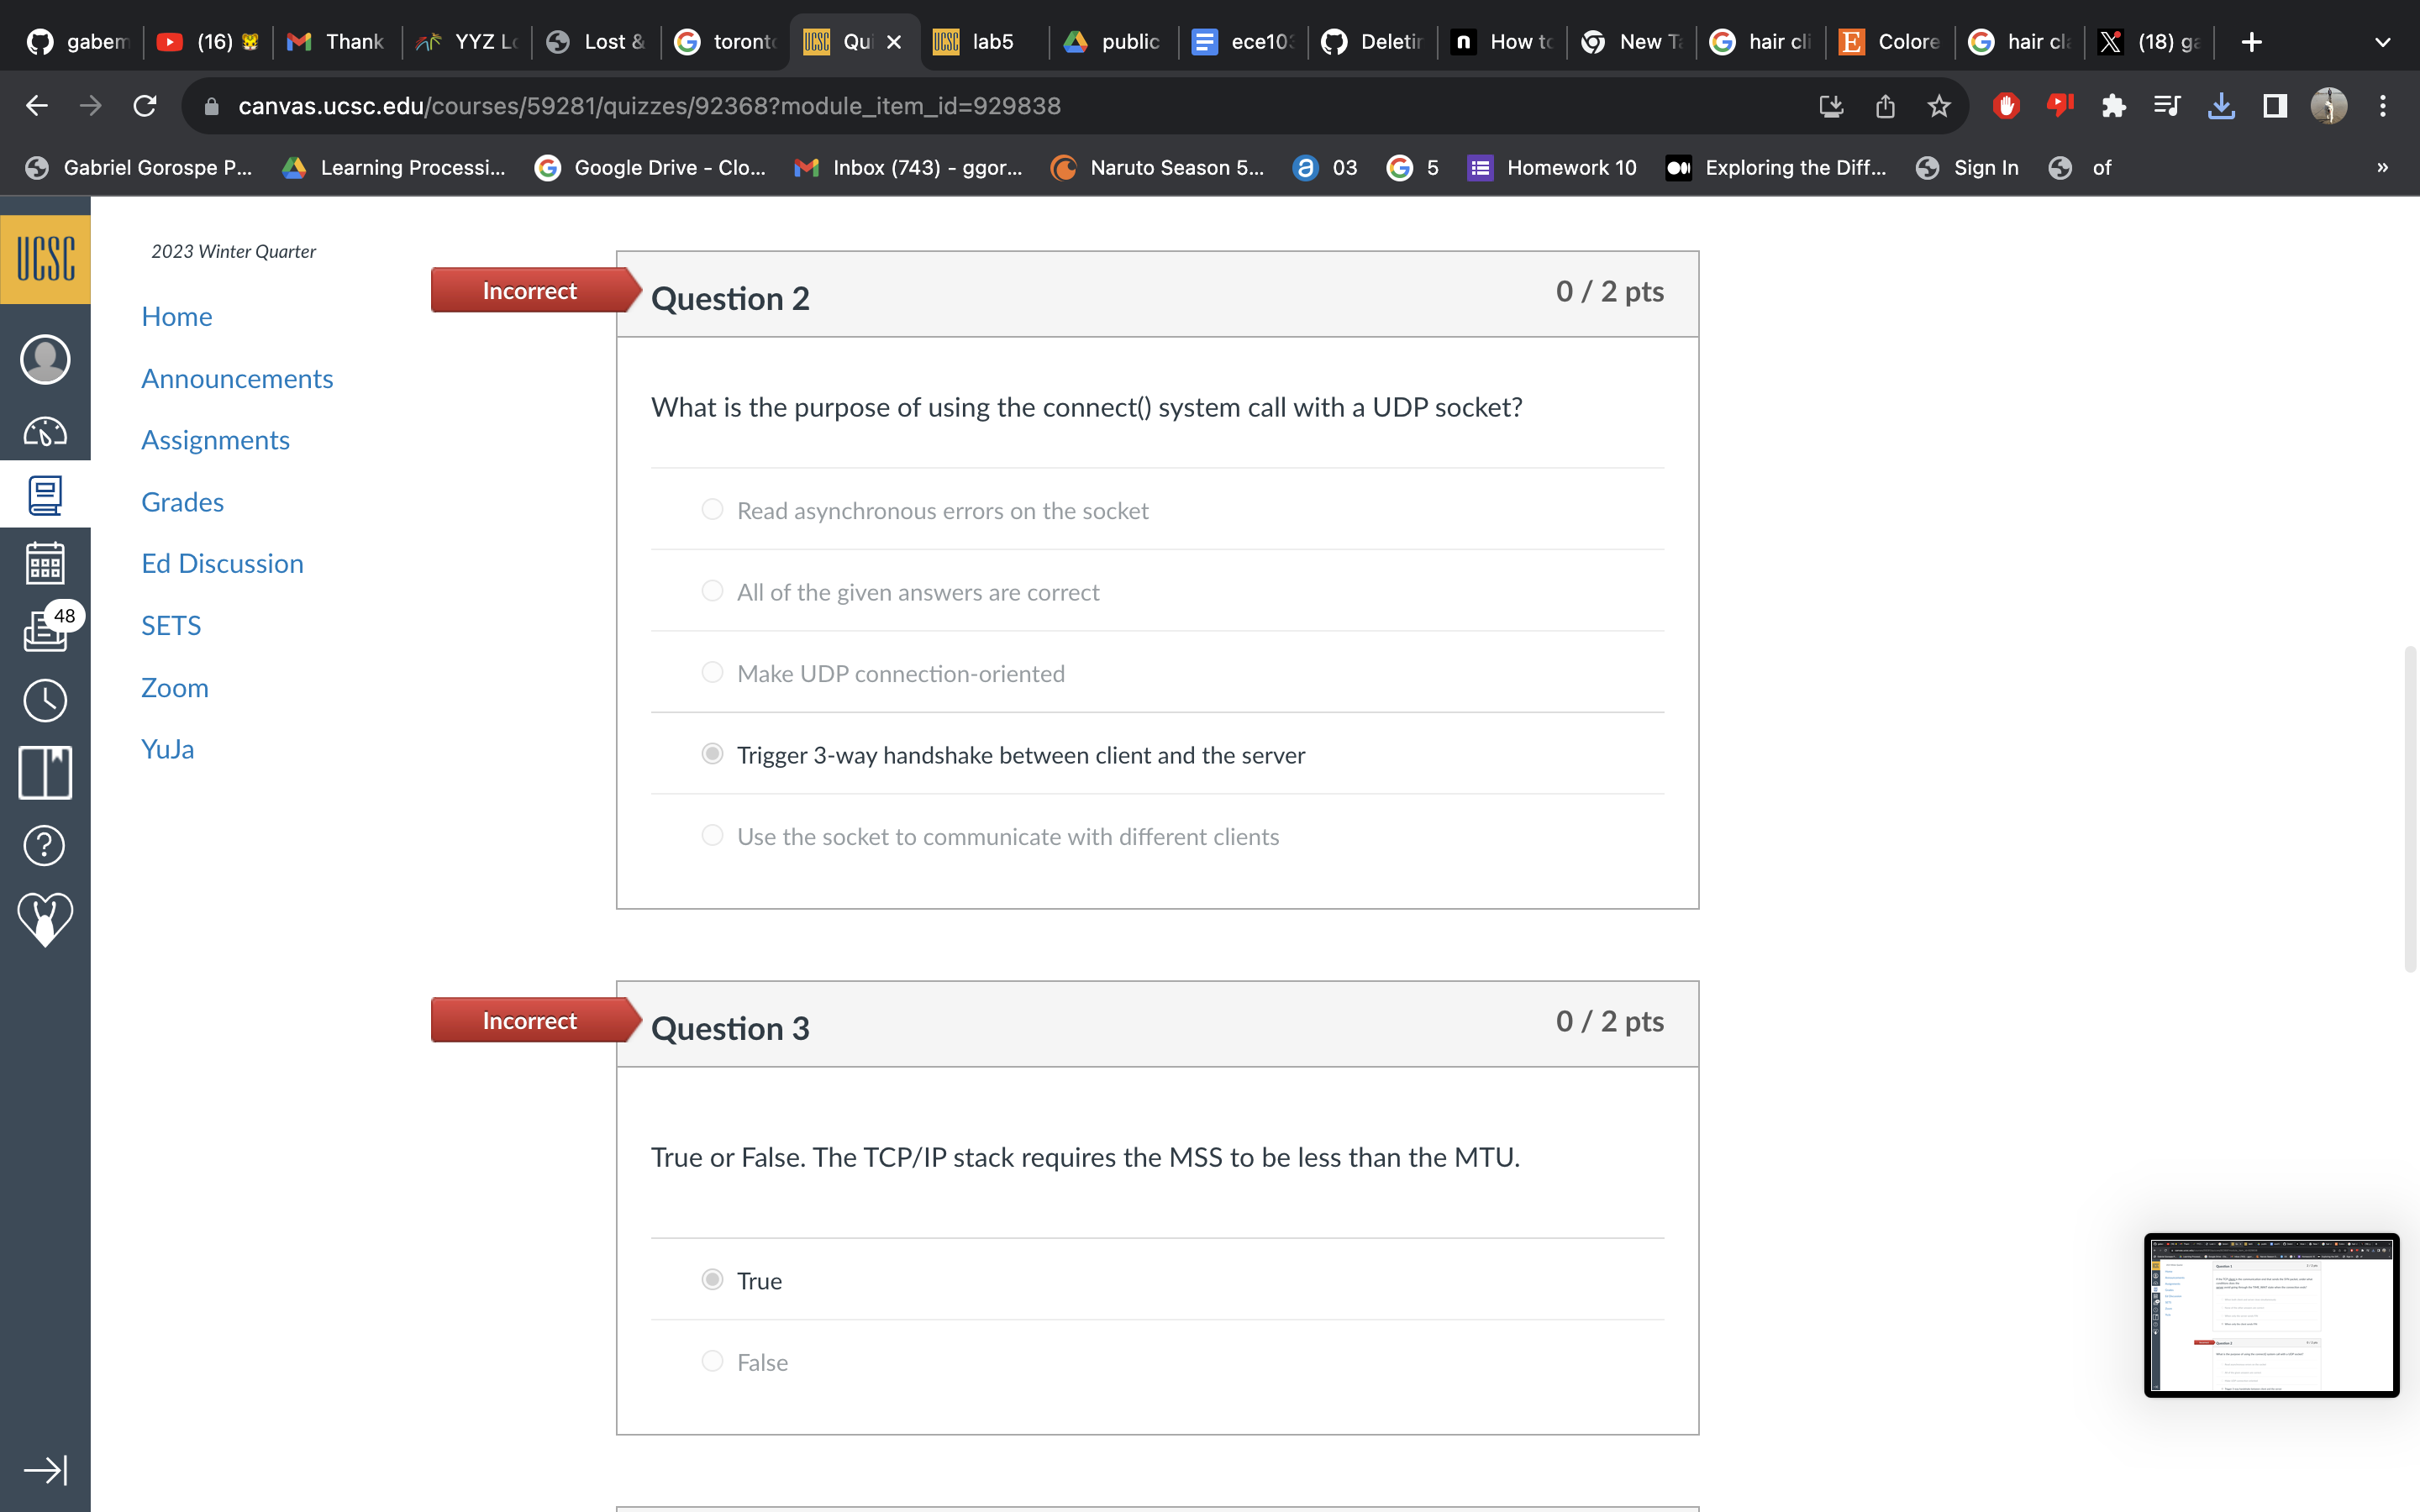 gabem (16) Thank YYZ Lo Lost & toronto Qui lab5 public ece103 Deletin How to New Ta hair cli Colore hair cla (18) ga
canvas.ucsc.edu/courses/59281/quizzes/92368?module_item_id=929838
Gabriel Gorospe P... Learning Processi... Google Drive - Clo... Inbox (743) - ggor... Naruto Season 5... 03 5 Homework 10 Exploring the Diff... Sign In of »
UCSC
2023 Winter Quarter
Home
Announcements
Assignments
Grades
Ed Discussion
SETS
Zoom
YuJa
48
Incorrect
Question 2
0 / 2 pts
What is the purpose of using the connect() system call with a UDP socket?
Read asynchronous errors on the socket
All of the given answers are correct
Make UDP connection-oriented
Trigger 3-way handshake between client and the server
Use the socket to communicate with different clients
Incorrect
Question 3
0 / 2 pts
True or False. The TCP/IP stack requires the MSS to be less than the MTU.
True
False